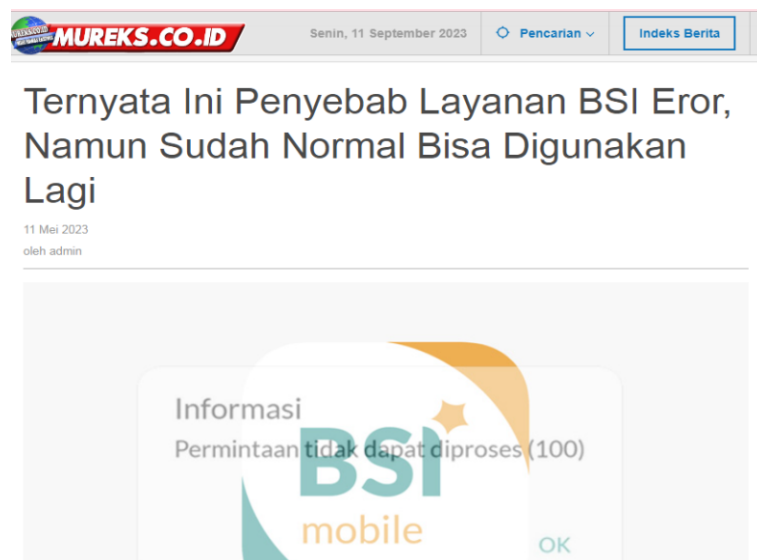 MUREKS.CO.ID
Senin, 11 September 2023
Pencarian
Indeks Berita
Ternyata Ini Penyebab Layanan BSI Eror,
Namun Sudah Normal Bisa Digunakan
Lagi
11 Mei 2023
oleh admin
Informasi
Permintaan tidak dapat diproses (100)
BSI
mobile
OK